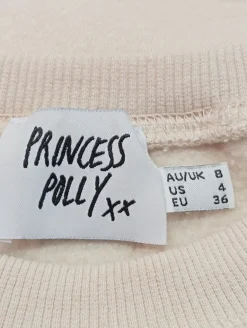 PRINCESS
POLLY xx
AU/UK 8
US 4
EU 36